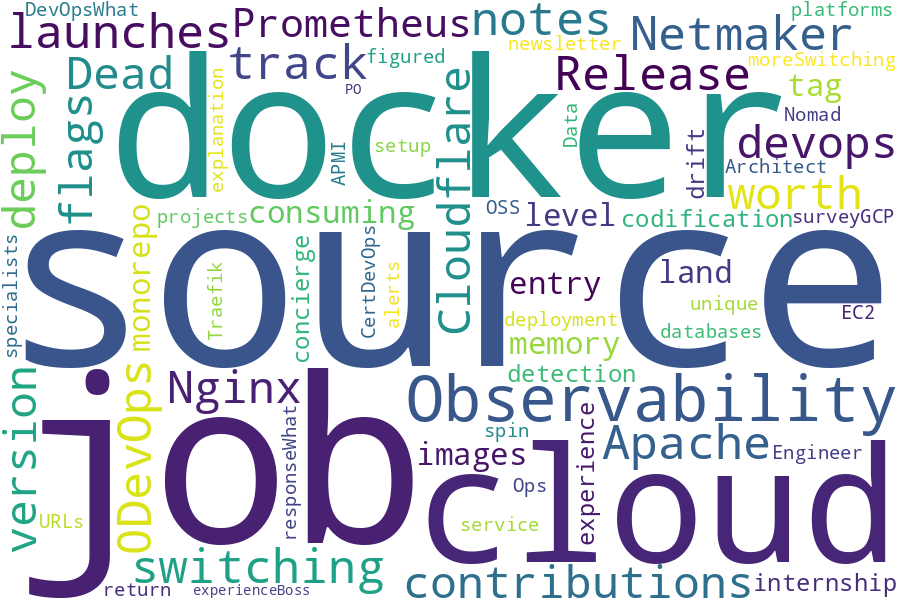 DevOpsWhat
launches
Prometheus
notes
Netmaker
platforms
newsletter
moreSwitching
Dead
track
figured
Release
tag
PO
docker
deploy
flags
explanation
APMI
setup
cloudflare
Data
drift
Nomad
devops
Architect
worth
projects
consuming
OSS
level
codification
surveyGCP
source
specialists
monorepo
Traefik
concierge
CertDevOps
alerts
entry
land
unique
EC2
deployment
databases
memory
detection
version
ODevOps
Nginx
job
responseWhat
Observability
spin
images
Ops
service
experience
Apache
Engineer
cloud
URLs
switching
return
experienceBoss
contributions
internship